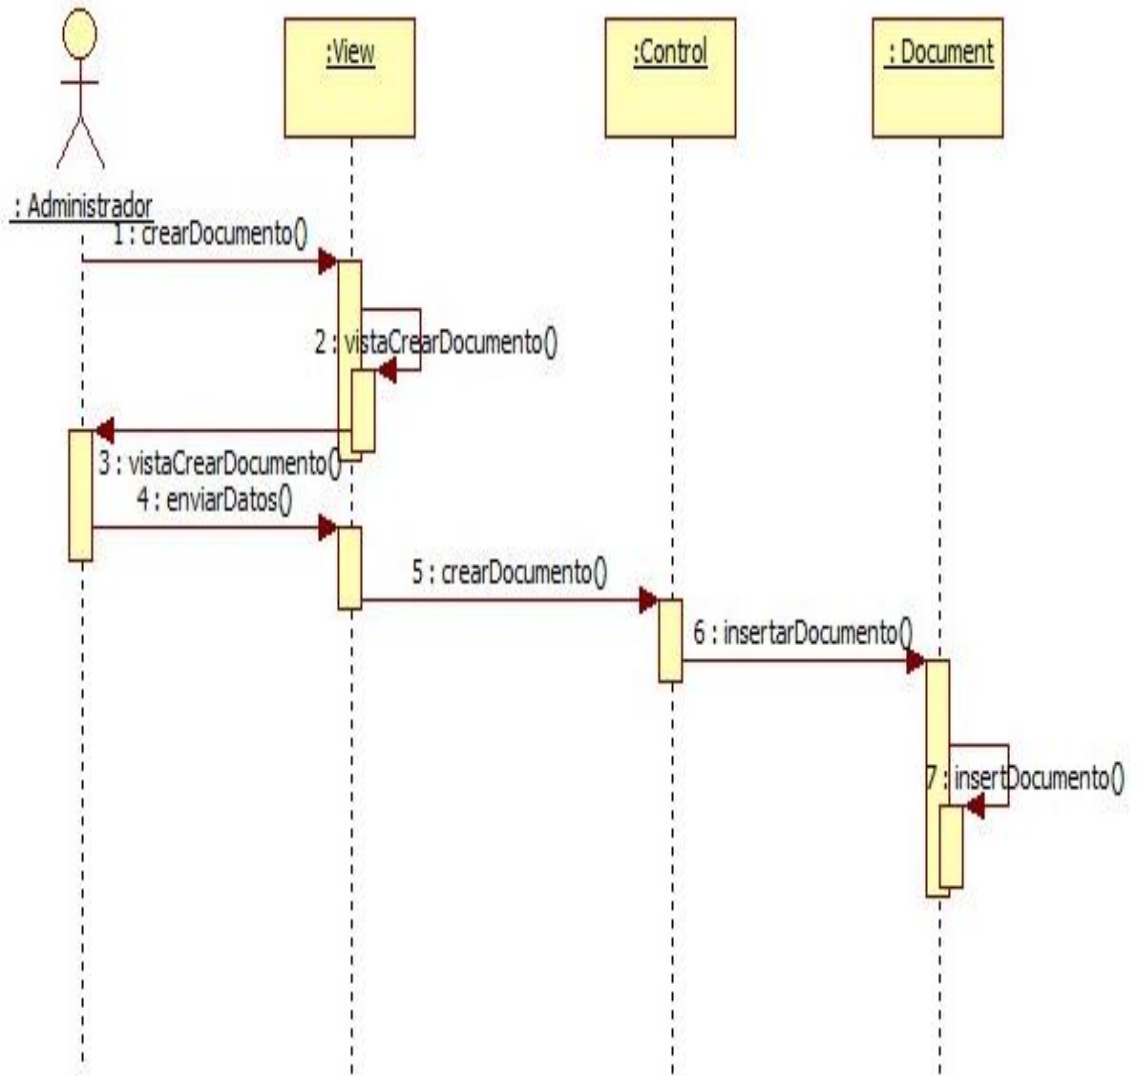 :View
:Control
: Document
: Administrador
1 : crearDocumento()
2 : vistaCrearDocumento()
3 : vistaCrearDocumento()
4 : enviarDatos()
5 : crearDocumento()
6 : insertarDocumento()
7 : insertDocumento()